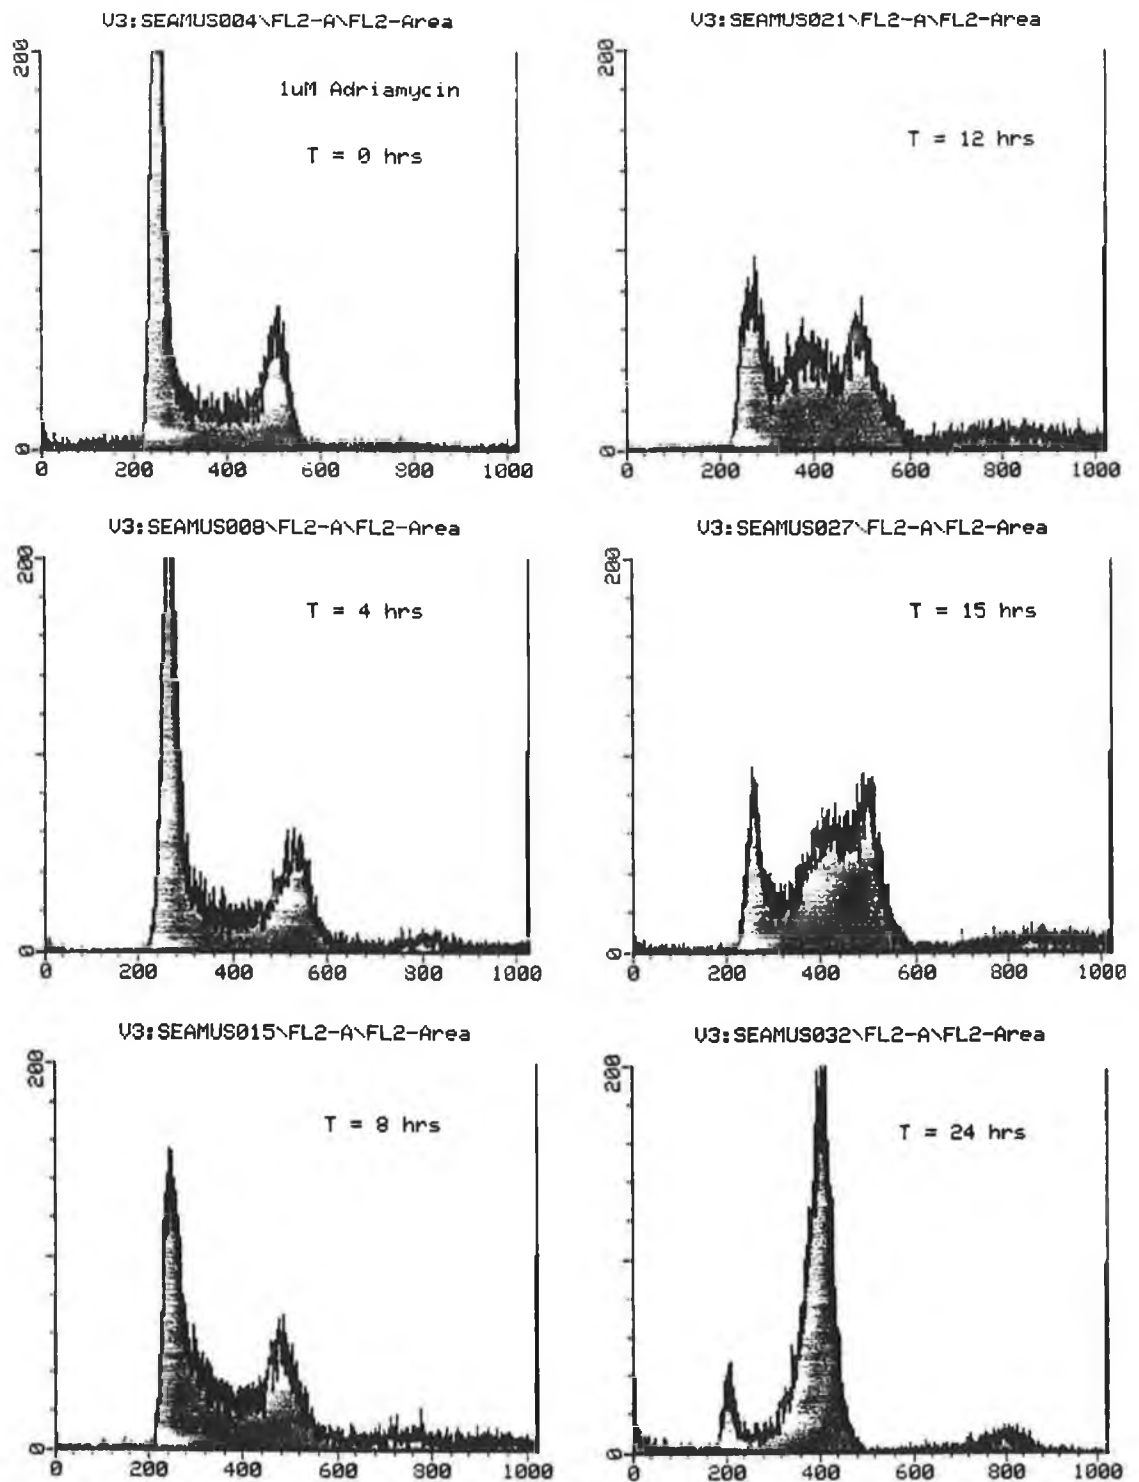 V3:SEAMUS004\FL2-A\FL2-Area
200
1uM Adriamycin
T = 0 hrs
0
0 200 400 600 800 1000
V3:SEAMUS021\FL2-A\FL2-Area
200
T = 12 hrs
0
0 200 400 600 800 1000
V3:SEAMUS008\FL2-A\FL2-Area
200
T = 4 hrs
0
0 200 400 600 800 1000
V3:SEAMUS027\FL2-A\FL2-Area
200
T = 15 hrs
0
0 200 400 600 800 1000
V3:SEAMUS015\FL2-A\FL2-Area
200
T = 8 hrs
0
0 200 400 600 800 1000
V3:SEAMUS032\FL2-A\FL2-Area
200
T = 24 hrs
0
0 200 400 600 800 1000